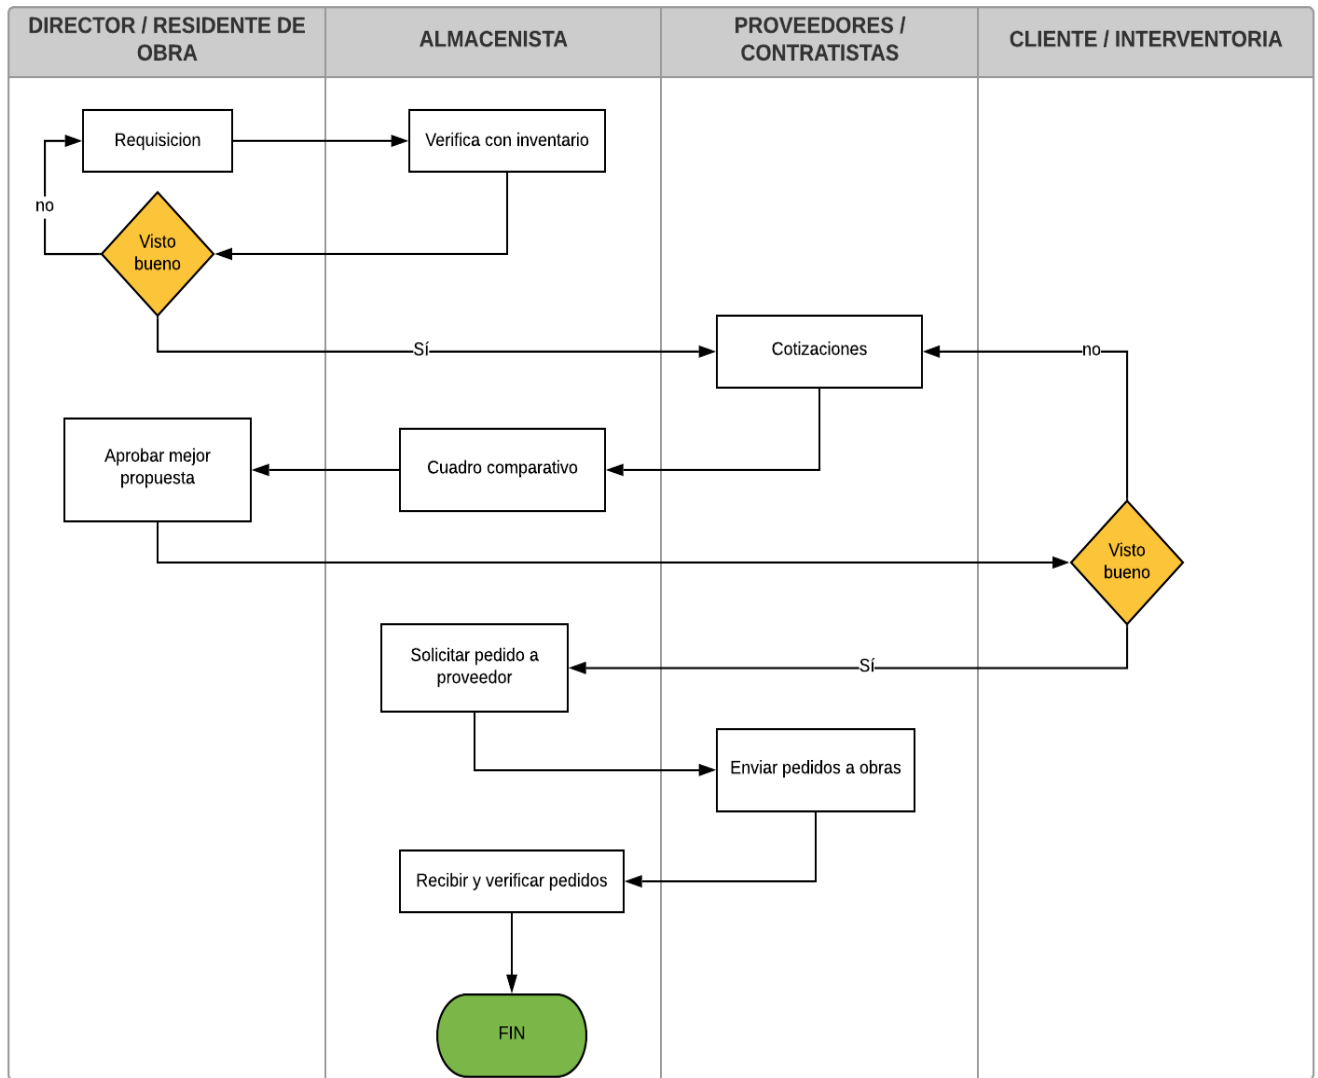 DIRECTOR / RESIDENTE DE
OBRA
ALMACENISTA
PROVEEDORES /
CONTRATISTAS
CLIENTE / INTERVENTORIA
Requisicion
Verifica con inventario
no
Visto
bueno
Sí
Cotizaciones
no
Aprobar mejor
propuesta
Cuadro comparativo
Visto
bueno
Solicitar pedido a
proveedor
Sí
Enviar pedidos a obras
Recibir y verificar pedidos
FIN